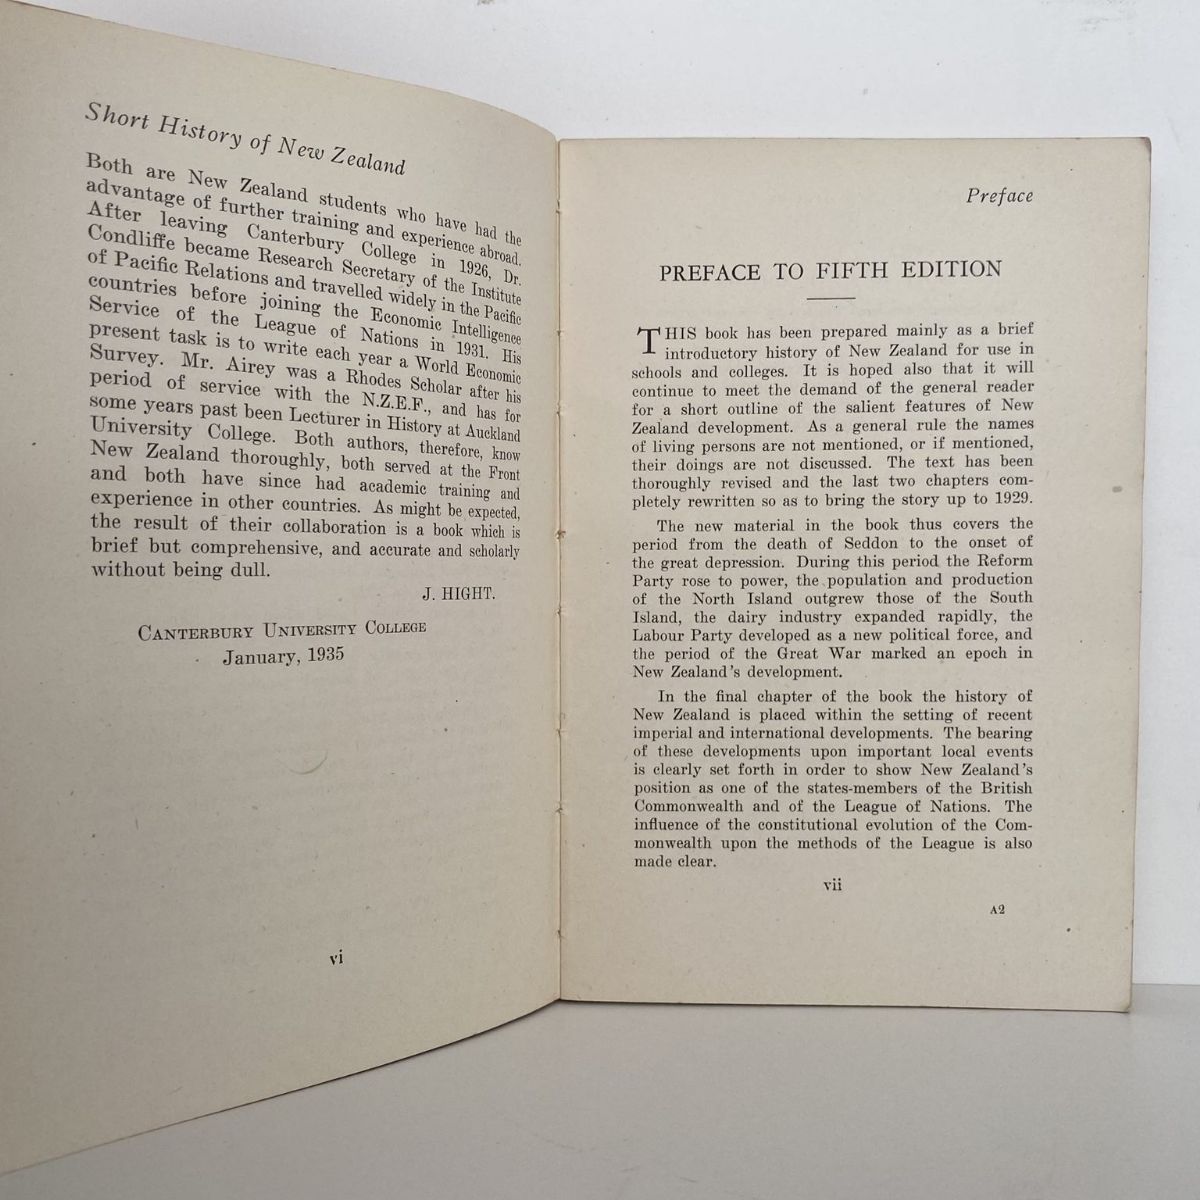 Short History of New Zealand
Both are New Zealand students who have had the
advantage of further training and experience abroad.
After leaving Canterbury College in 1926, Dr.
Condliffe became Research Secretary of the Institute
of Pacific Relations and travelled widely in the Pacific
countries before joining the Economic Intelligence
Service of the League of Nations in 1931. His
present task is to write each year a World Economic
Survey. Mr. Airey was a Rhodes Scholar after his
period of service with the N.Z.E.F., and has for
some years past been Lecturer in History at Auckland
University College. Both authors, therefore, know
New Zealand thoroughly, both served at the Front
and both have since had academic training and
experience in other countries. As might be expected,
the result of their collaboration is a book which is
brief but comprehensive, and accurate and scholarly
without being dull.
J. HIGHT.
CANTERBURY UNIVERSITY COLLEGE
January, 1935
vi
Preface
PREFACE TO FIFTH EDITION
THIS book has been prepared mainly as a brief
introductory history of New Zealand for use in
schools and colleges. It is hoped also that it will
continue to meet the demand of the general reader
for a short outline of the salient features of New
Zealand development. As a general rule the names
of living persons are not mentioned, or if mentioned,
their doings are not discussed. The text has been
thoroughly revised and the last two chapters com-
pletely rewritten so as to bring the story up to 1929.
The new material in the book thus covers the
period from the death of Seddon to the onset of
the great depression. During this period the Reform
Party rose to power, the population and production
of the North Island outgrew those of the South
Island, the dairy industry expanded rapidly, the
Labour Party developed as a new political force, and
the period of the Great War marked an epoch in
New Zealand's development.
In the final chapter of the book the history of
New Zealand is placed within the setting of recent
imperial and international developments. The bearing
of these developments upon important local events
is clearly set forth in order to show New Zealand's
position as one of the states-members of the British
Commonwealth and of the League of Nations. The
influence of the constitutional evolution of the Com-
monwealth upon the methods of the League is also
made clear.
vii
A2